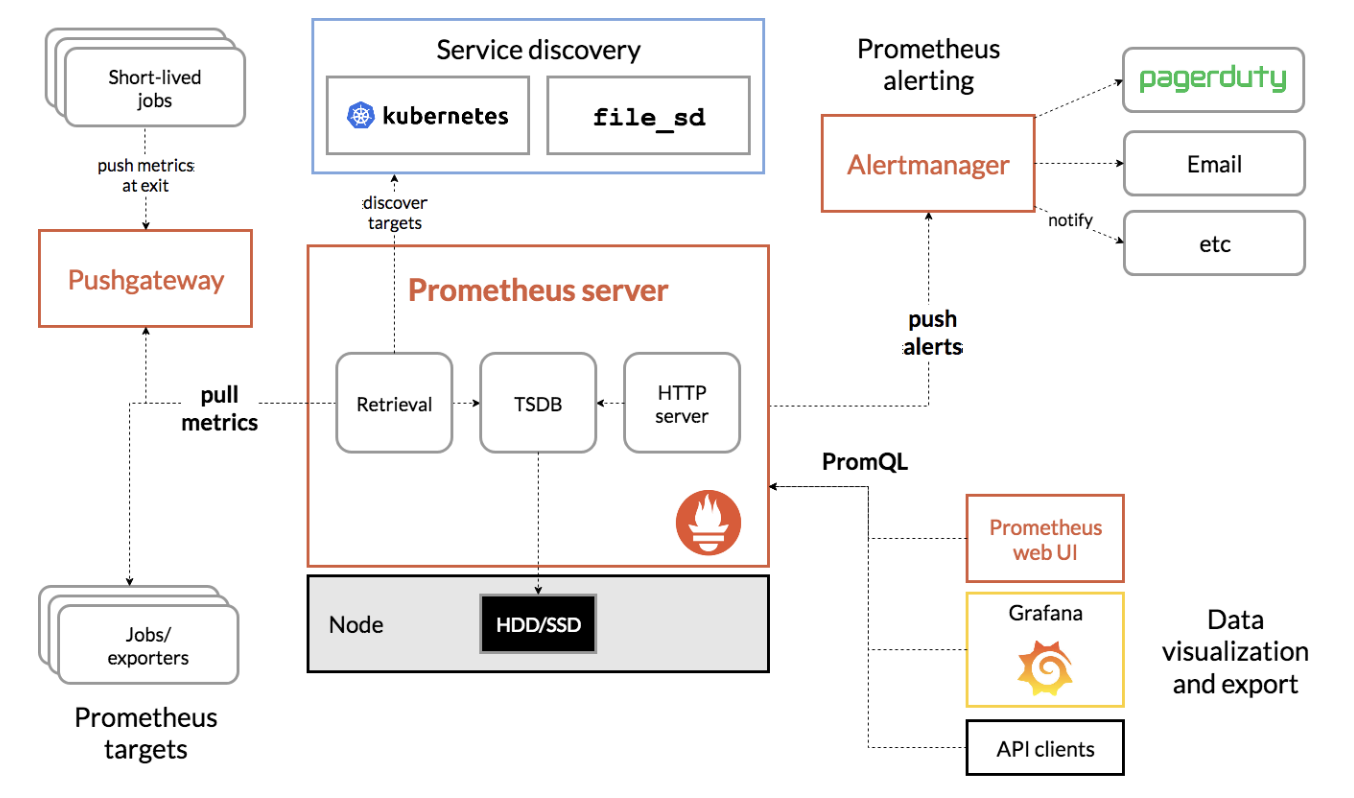 Short-lived
jobs
push metrics
at exit
Pushgateway
pull
metrics
Jobs/
exporters
Prometheus
targets
Service discovery
kubernetes
file_sd
discover
targets
Prometheus server
Retrieval
TSDB
HTTP
server
Node
HDD/SSD
Prometheus
alerting
Alertmanager
pagerduty
Email
notify
etc
push
alerts
PromQL
Prometheus
web UI
Grafana
API clients
Data
visualization
and export